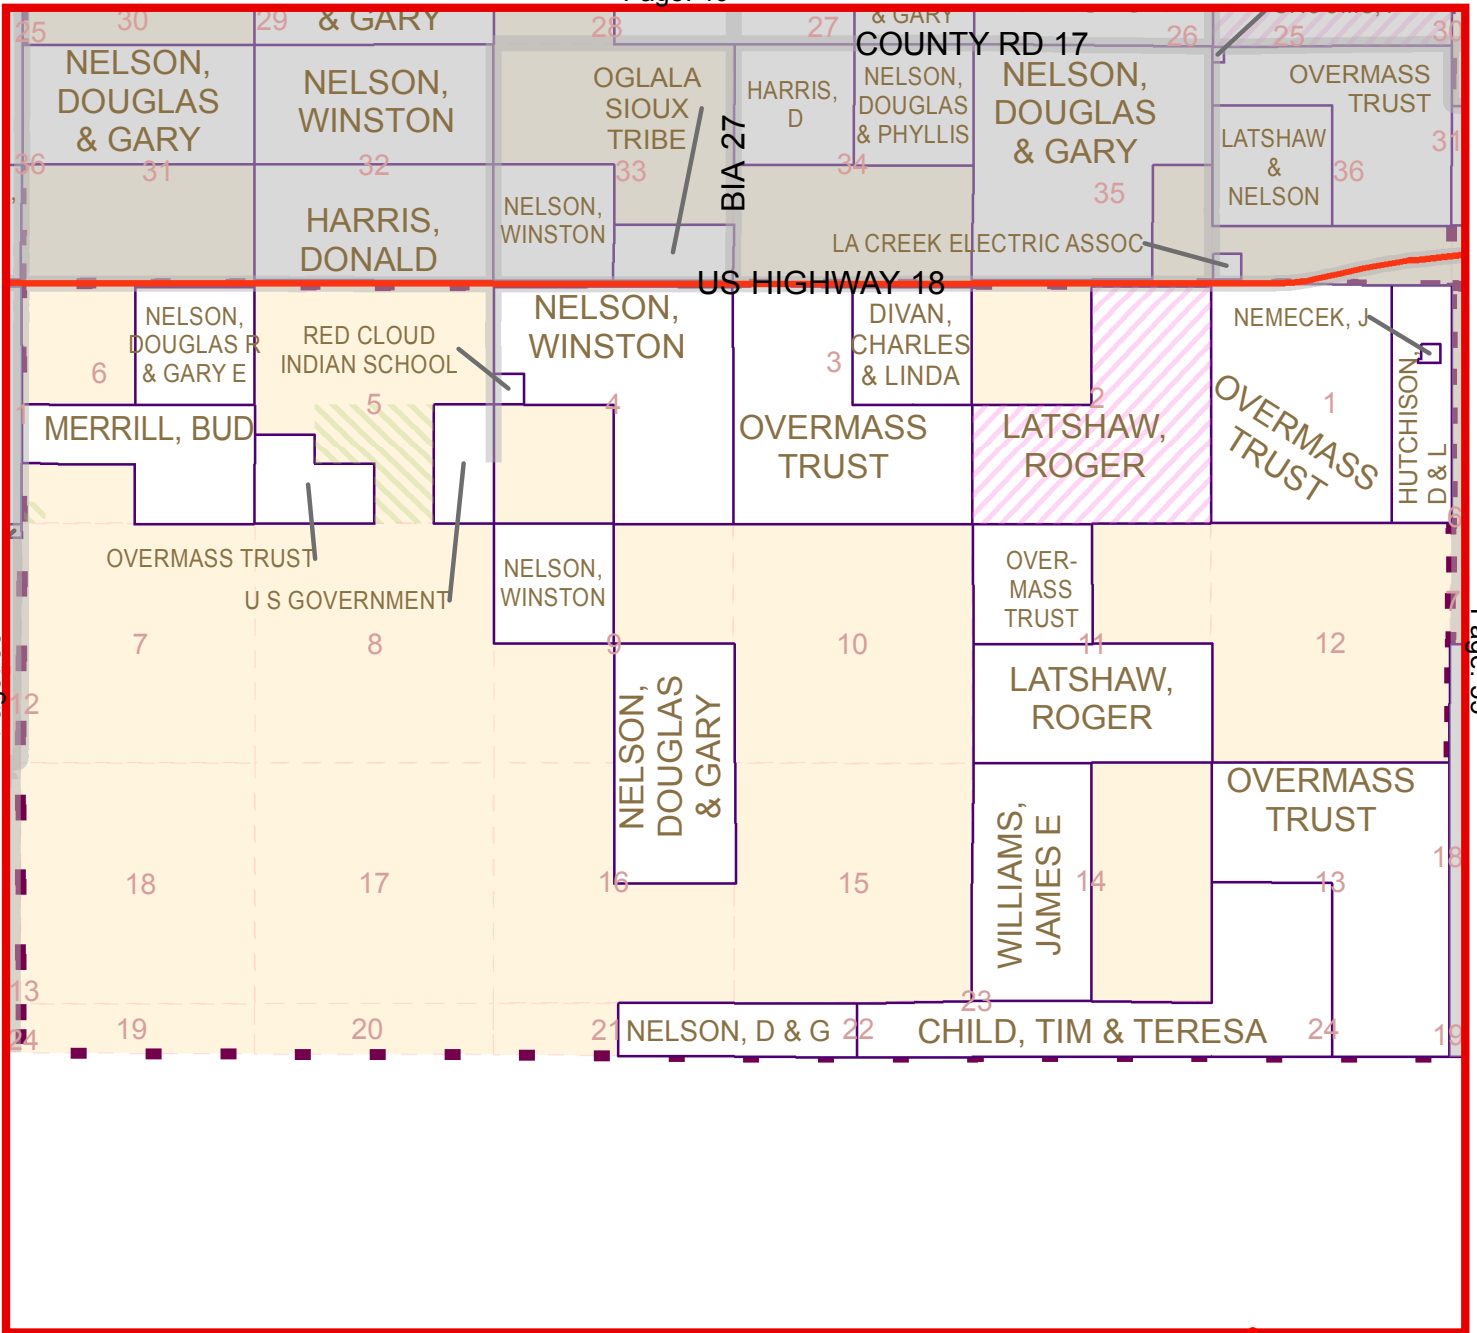 25
30
29
& GARY
28
27
& GARY
26
25
30
COUNTY RD 17
NELSON,
DOUGLAS
& GARY
NELSON,
WINSTON
OGLALA
SIOUX
TRIBE
BIA 27
HARRIS,
D
NELSON,
DOUGLAS
& PHYLLIS
NELSON,
DOUGLAS
& GARY
OVERMASS
TRUST
LATSHAW
&
NELSON
31
36
31
32
33
34
35
36
HARRIS,
DONALD
NELSON,
WINSTON
LA CREEK ELECTRIC ASSOC
US HIGHWAY 18
NELSON,
DOUGLAS R
& GARY E
6
RED CLOUD
INDIAN SCHOOL
5
NELSON,
WINSTON
4
3
DIVAN,
CHARLES
& LINDA
2
NEMECEK, J
1
OVERMASS
TRUST
HUTCHISON,
D & L
1
MERRILL, BUD
OVERMASS
TRUST
LATSHAW,
ROGER
6
OVERMASS TRUST
U S GOVERNMENT
NELSON,
WINSTON
OVER-
MASS
TRUST
7
7
8
9
10
11
12
12
NELSON,
DOUGLAS
& GARY
LATSHAW,
ROGER
OVERMASS
TRUST
WILLIAMS,
JAMES E
18
17
16
15
14
13
18
13
24
19
20
21
NELSON, D & G
22
23
CHILD, TIM & TERESA
24
19